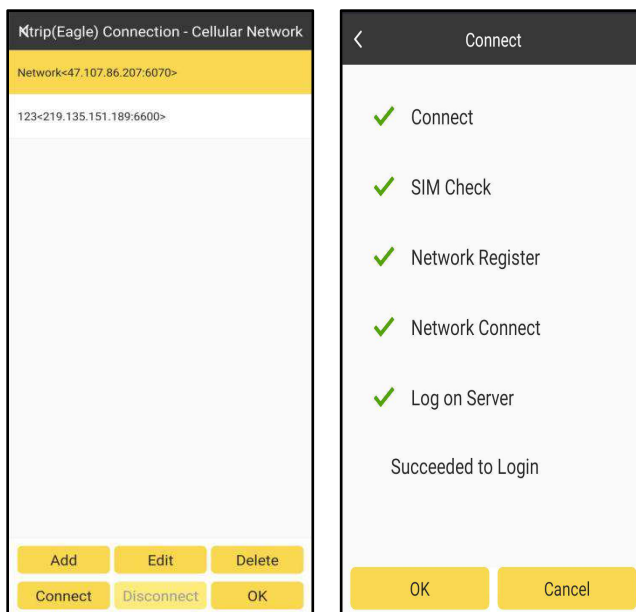 Ntrip(Eagle) Connection - Cellular Network
Network<47.107.86.207:6070>
123<219.135.151.189:6600>
Add Edit Delete
Connect Disconnect OK
Connect
Connect
SIM Check
Network Register
Network Connect
Log on Server
Succeeded to Login
OK Cancel